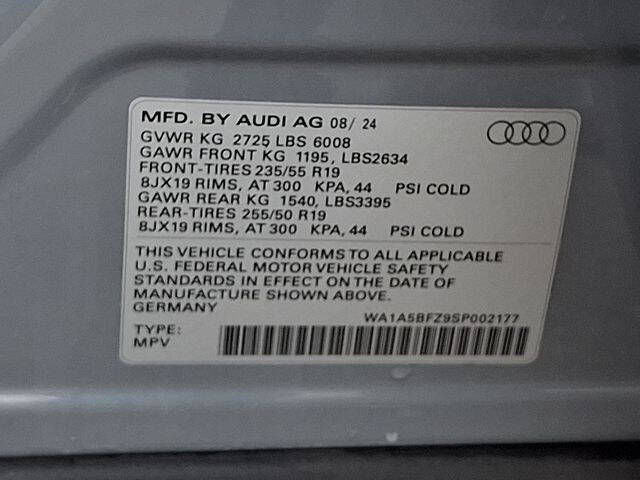 MFD. BY AUDI AG 08/ 24
GVWR KG 2725 LBS 6008
GAWR FRONT KG 1195, LBS2634
FRONT-TIRES 235/55 R19
8JX19 RIMS, AT 300 KPA, 44 PSI COLD
GAWR REAR KG 1540, LBS3395
REAR-TIRES 255/50 R19
8JX19 RIMS, AT 300 KPA, 44 PSI COLD
THIS VEHICLE CONFORMS TO ALL APPLICABLE
U.S. FEDERAL MOTOR VEHICLE SAFETY
STANDARDS IN EFFECT ON THE DATE OF
MANUFACTURE SHOWN ABOVE.
GERMANY
WA1A5BFZ9SP002177
TYPE:
MPV